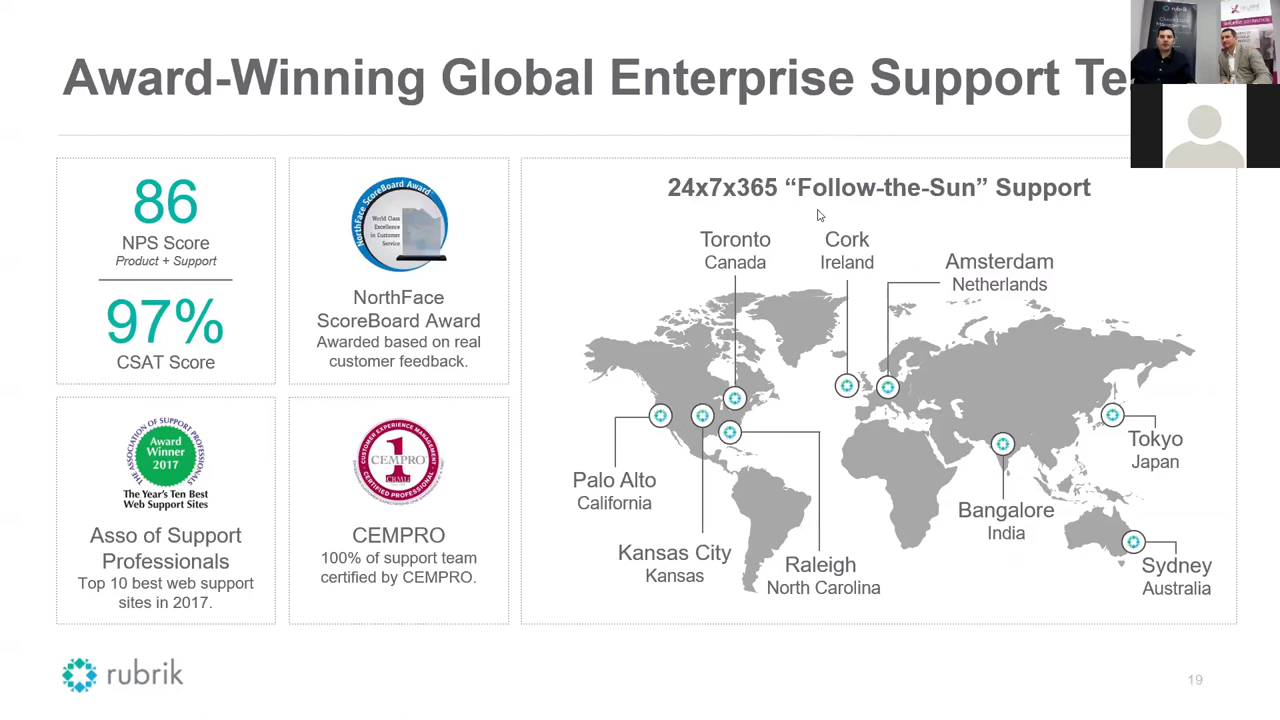 Award-Winning Global Enterprise Support Te
86
NPS Score
Product + Support
97%
CSAT Score
NorthFace ScoreBoard Award
World Class
Excellence
in Customer
Service
NorthFace
ScoreBoard Award
Awarded based on real
customer feedback.
ASSOCIATION OF SUPPORT PROFESSIONALS
Award
Winner
2017
The Year's Ten Best
Web Support Sites
Asso of Support
Professionals
Top 10 best web support
sites in 2017.
CUSTOMER EXPERIENCE MANAGEMENT
1
CEMPRO
CERTIFIED PROFESSIONAL
CEMPRO
100% of support team
certified by CEMPRO.
24x7x365 “Follow-the-Sun” Support
Toronto
Canada
Cork
Ireland
Amsterdam
Netherlands
Palo Alto
California
Kansas City
Kansas
Raleigh
North Carolina
Bangalore
India
Tokyo
Japan
Sydney
Australia
rubrik
19
rubrik